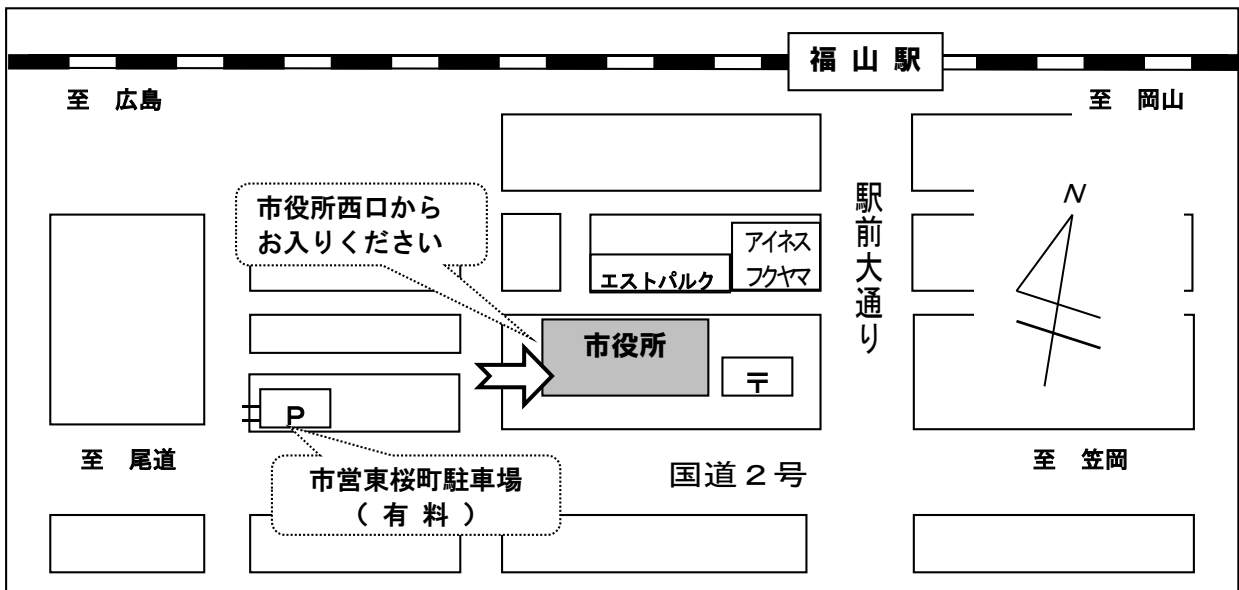 福山駅
至 広島
至 岡山
市役所西口から
お入りください
駅前大通り
N
アイネス
フクヤマ
エストパルク
市役所
〒
P
至 尾道
至 笠岡
市営東桜町駐車場
(有料)
国道2号